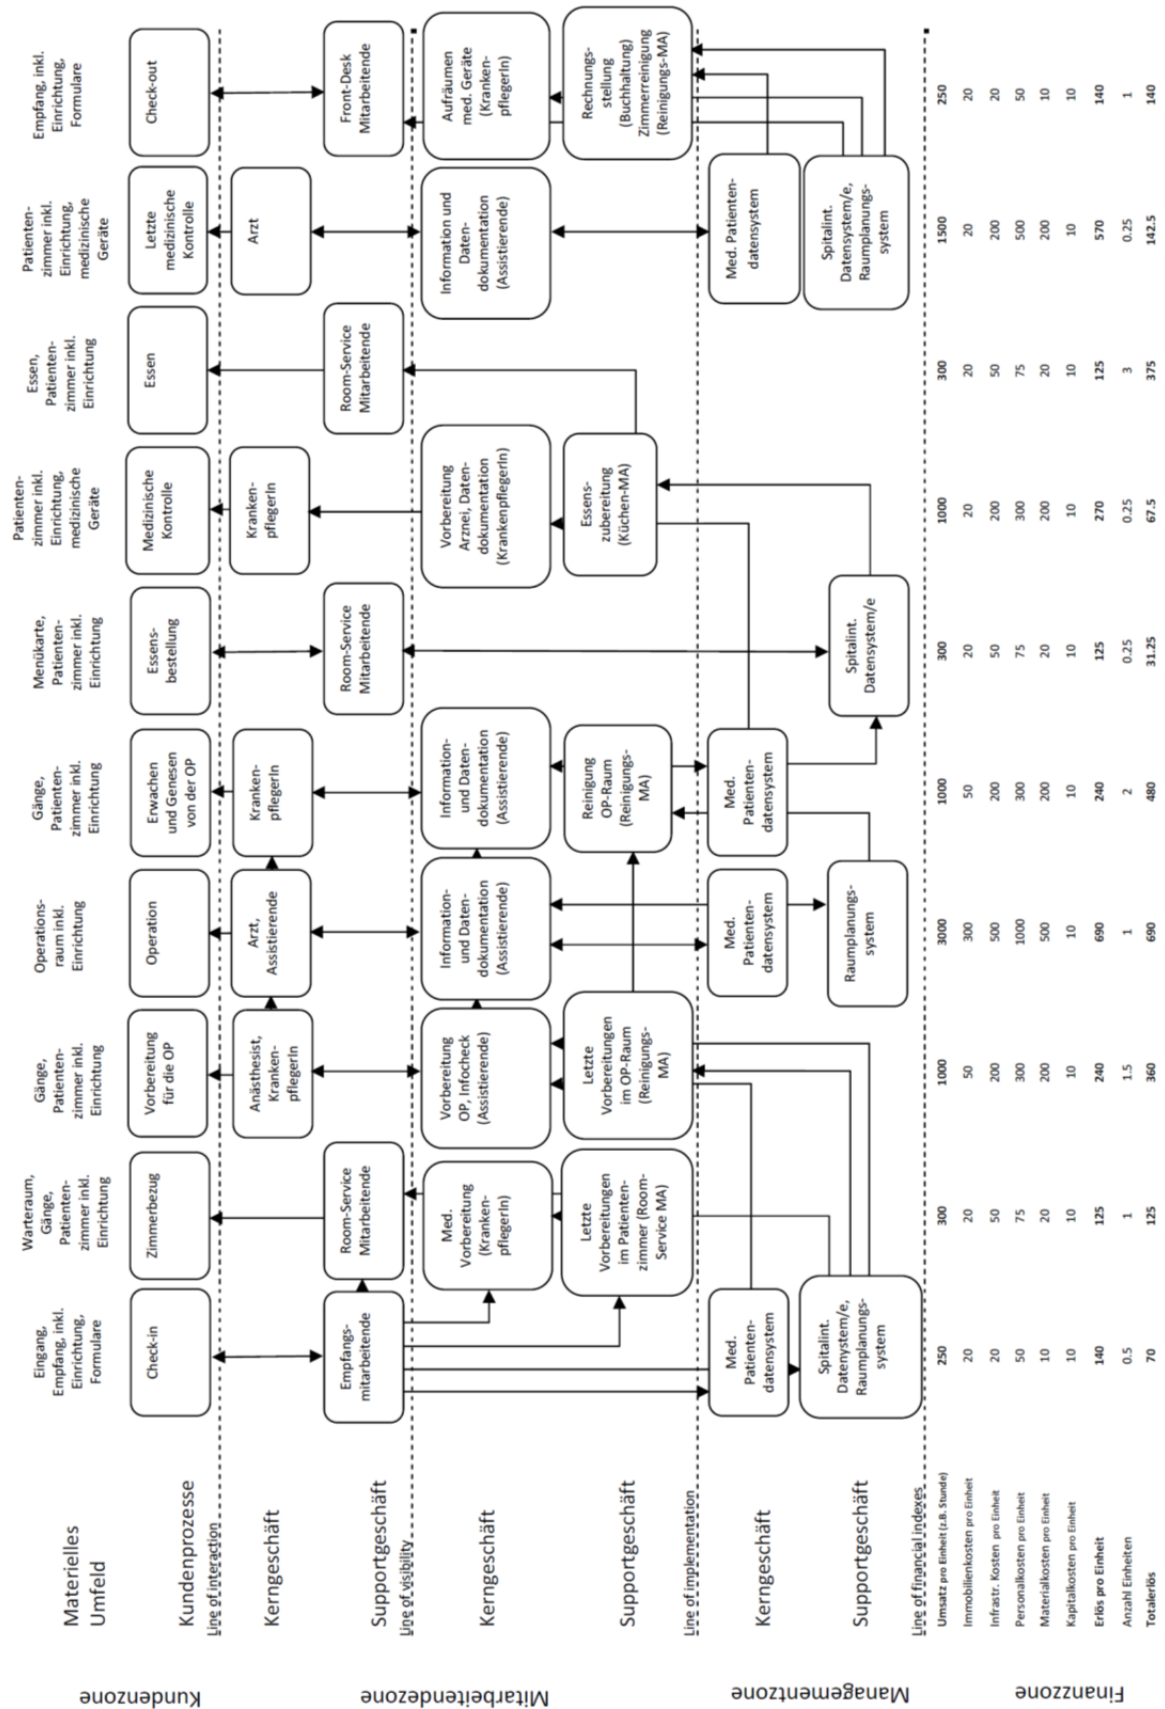 Materielles
Umfeld
Eingang,
Empfang, inkl.
Einrichtung,
Formulare
Warteraum,
Gänge,
Patienten-
zimmer inkl.
Einrichtung
Gänge,
Patienten-
zimmer inkl.
Einrichtung
Operations-
raum inkl.
Einrichtung
Gänge,
Patienten-
zimmer inkl.
Einrichtung
Menükarte,
Patienten-
zimmer inkl.
Einrichtung
Patienten-
zimmer inkl.
Einrichtung,
medizinische
Geräte
Essen,
Patienten-
zimmer inkl.
Einrichtung
Patienten-
zimmer inkl.
Einrichtung,
medizinische
Geräte
Empfang, inkl.
Einrichtung,
Formulare
Kundenzone
Kundenprozesse
Check-in
Zimmerbezug
Vorbereitung
für die OP
Operation
Erwachen
und Genesen
von der OP
Essens-
bestellung
Medizinische
Kontrolle
Essen
Letzte
medizinische
Kontrolle
Check-out
Line of interaction
Mitarbeitendezone
Kerngeschäft
Anästhesist,
Kranken-
pflegerIn
Arzt,
Assistierende
Kranken-
pflegerIn
Kranken-
pflegerIn
Arzt
Supportgeschäft
Empfangs-
mitarbeitende
Room-Service
Mitarbeitende
Room-Service
Mitarbeitende
Room-Service
Mitarbeitende
Front-Desk
Mitarbeitende
Line of visibility
Kerngeschäft
Med.
Vorbereitung
(Kranken-
pflegerIn)
Vorbereitung
OP, Infocheck
(Assistierende)
Information-
und Daten-
dokumentation
(Assistierende)
Information-
und Daten-
dokumentation
(Assistierende)
Vorbereitung
Arznei, Daten-
dokumentation
(KrankenpflegerIn)
Information und
Daten-
dokumentation
(Assistierende)
Aufräumen
med. Geräte
(Kranken-
pflegerIn)
Supportgeschäft
Letzte
Vorbereitungen
im Patienten-
zimmer (Room-
Service MA)
Letzte
Vorbereitungen
im OP-Raum
(Reinigungs-
MA)
Reinigung
OP-Raum
(Reinigungs-
MA)
Essens-
zubereitung
(Küchen-MA)
Rechnungs-
stellung
(Buchhaltung)
Zimmerreinigung
(Reinigungs-MA)
Line of implementation
Managementzone
Kerngeschäft
Med.
Patienten-
datensystem
Med.
Patienten-
datensystem
Med.
Patienten-
datensystem
Med. Patienten-
datensystem
Supportgeschäft
Spitalint.
Datenystem/e,
Raumplanungs-
system
Raumplanungs-
system
Spitalint.
Datensystem/e
Spitalint.
Datensystem/e,
Raumplanungs-
system
Line of financial indexes
Finanzzone
Umsatz pro Einheit (z.B. Stunde) 250 300 1000 3000 1000 300 1000 300 1500 250
Immobilienkosten pro Einheit 20 20 50 300 50 20 20 20 20 20
Infrastr. Kosten pro Einheit 20 50 200 500 200 50 200 50 200 20
Personalkosten pro Einheit 50 75 300 1000 300 75 300 75 500 50
Materialkosten pro Einheit 10 20 200 500 200 20 200 20 200 10
Kapitalkosten pro Einheit 10 10 10 10 10 10 10 10 10 10
Erlös pro Einheit 140 125 240 690 240 125 270 125 570 140
Anzahl Einheiten 0.5 1 1.5 1 2 0.25 0.25 3 0.25 1
Totalerlös 70 125 360 690 480 31.25 67.5 375 142.5 140